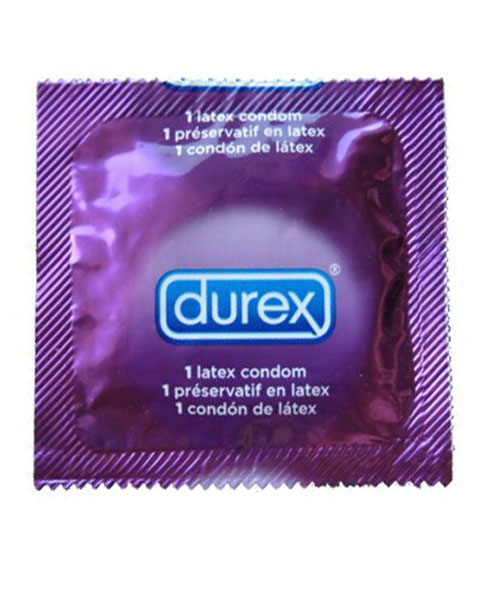 1 latex condom
1 préservatif en latex
1 condón de látex
durex®
1 latex condom
1 préservatif en latex
1 condón de látex